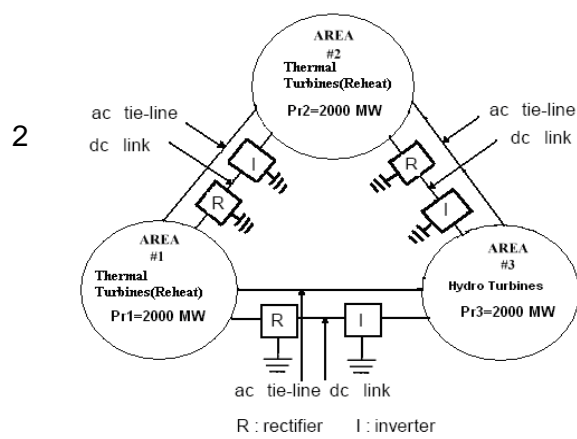 AREA
#2
Thermal
Turbines(Reheat)
Pr2=2000 MW
2
ac tie-line
dc link
ac tie-line
dc link
I
R
R
I
AREA
#1
Thermal
Turbines(Reheat)
Pr1=2000 MW
AREA
#3
Hydro Turbines
Pr3=2000 MW
R
I
ac tie-line dc link
R : rectifier I : inverter